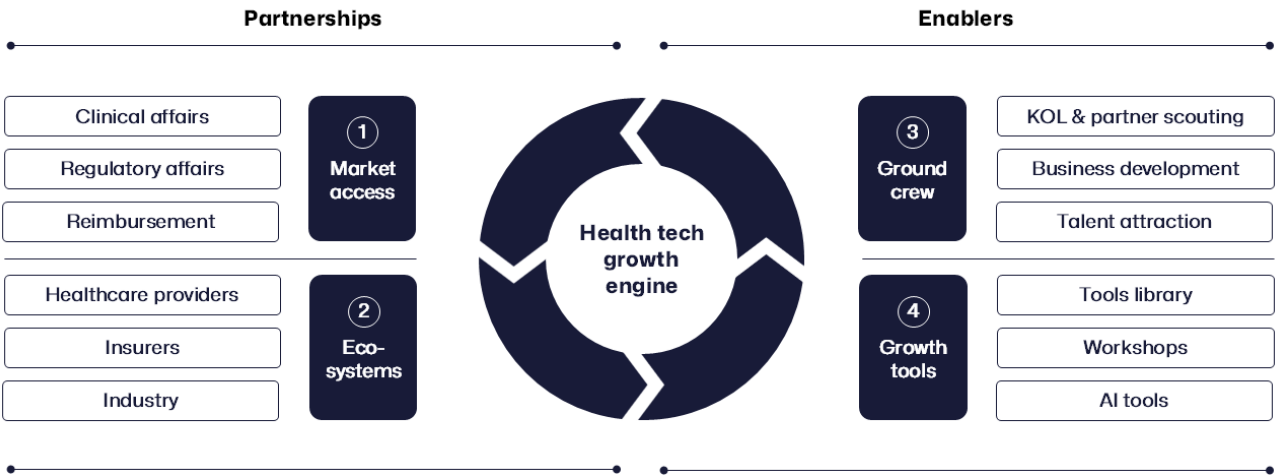 Partnerships
Enablers
Clinical affairs
Regulatory affairs
Reimbursement
1
Market
access
Healthcare providers
Insurers
Industry
2
Eco-
systems
Health tech
growth
engine
3
Ground
crew
KOL & partner scouting
Business development
Talent attraction
4
Growth
tools
Tools library
Workshops
AI tools